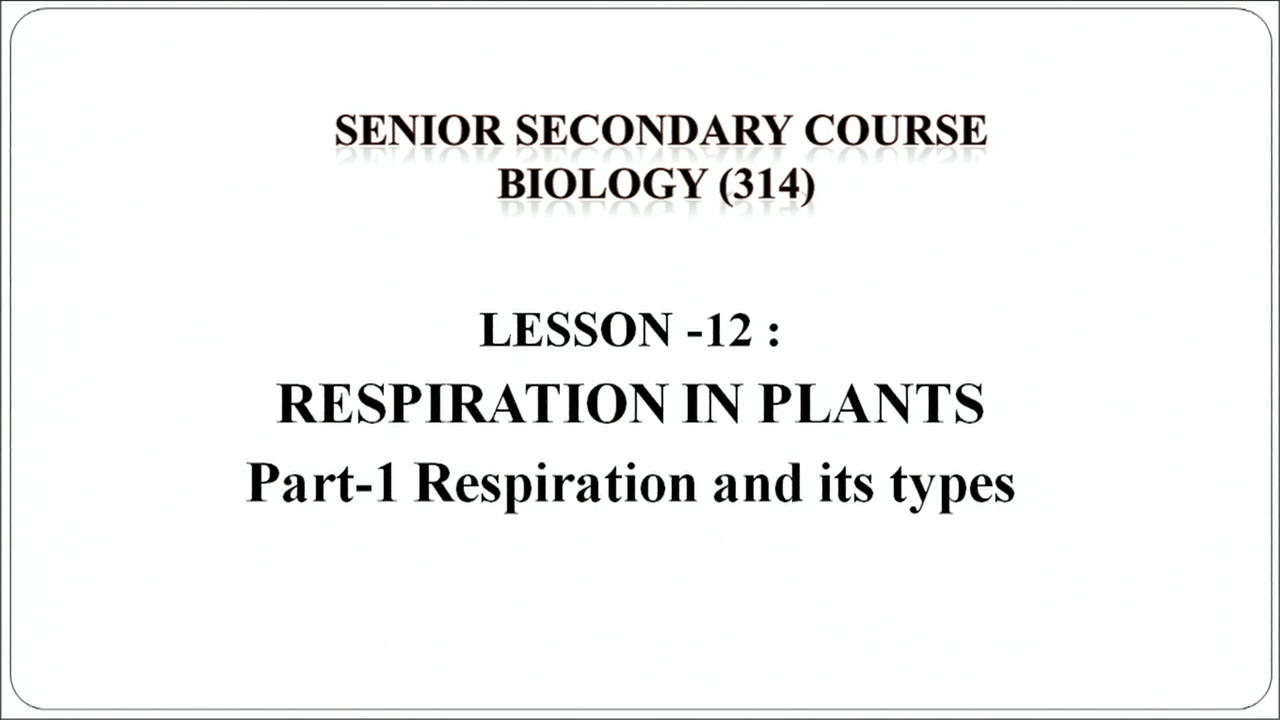 SENIOR SECONDARY COURSE
BIOLOGY (314)
LESSON -12 :
RESPIRATION IN PLANTS
Part-1 Respiration and its types